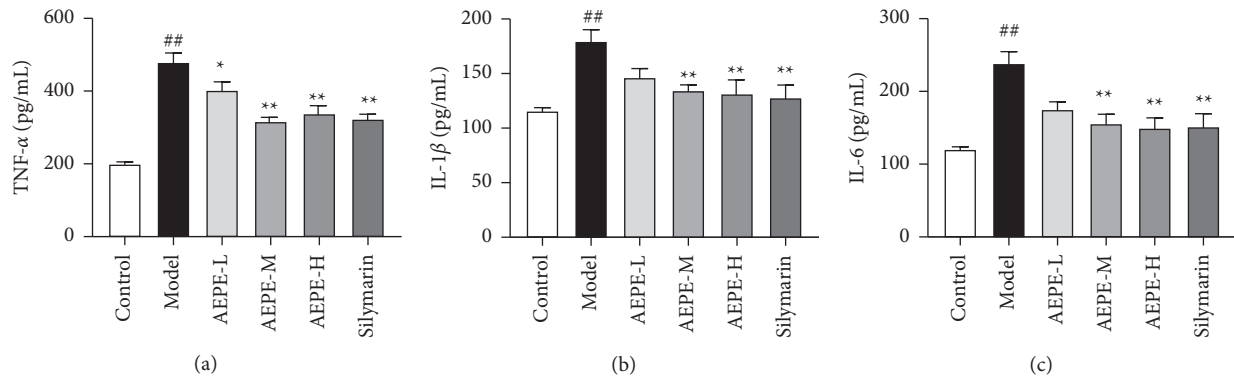 TNF-α (pg/mL)
600
400
200
0
##
*
**
**
**
Control
Model
AEPE-L
AEPE-M
AEPE-H
Silymarin
(a)
IL-1β (pg/mL)
200
150
100
50
0
##
**
**
**
Control
Model
AEPE-L
AEPE-M
AEPE-H
Silymarin
(b)
IL-6 (pg/mL)
300
200
100
0
##
**
**
**
Control
Model
AEPE-L
AEPE-M
AEPE-H
Silymarin
(c)